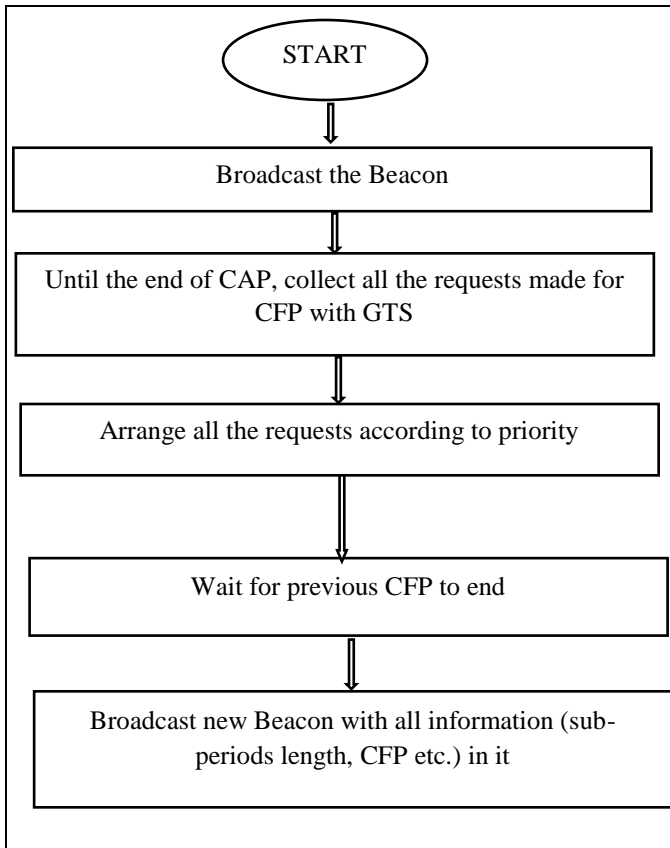 START
Broadcast the Beacon
Until the end of CAP, collect all the requests made for
CFP with GTS
Arrange all the requests according to priority
Wait for previous CFP to end
Broadcast new Beacon with all information (sub-
periods length, CFP etc.) in it